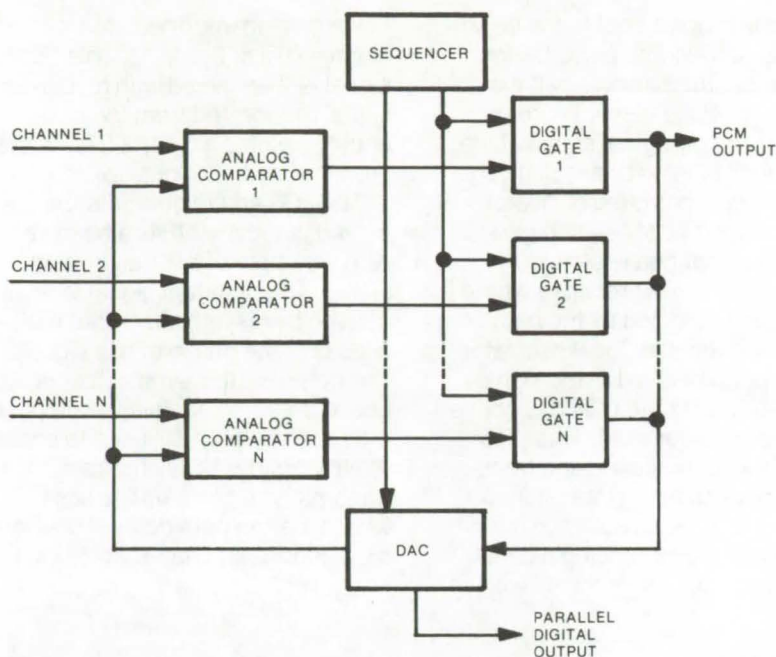 SEQUENCER
CHANNEL 1
ANALOG
COMPARATOR
1
DIGITAL
GATE
1
PCM
OUTPUT
CHANNEL 2
ANALOG
COMPARATOR
2
DIGITAL
GATE
2
CHANNEL N
ANALOG
COMPARATOR
N
DIGITAL
GATE
N
DAC
PARALLEL
DIGITAL
OUTPUT